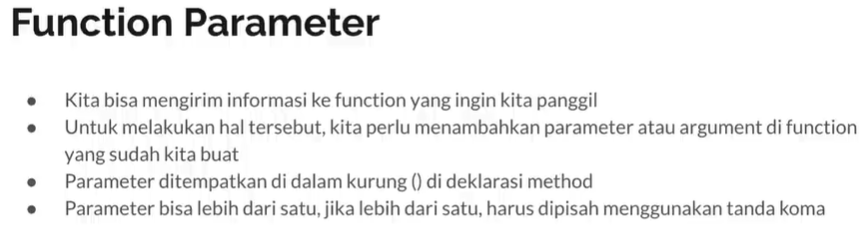 Function Parameter
● Kita bisa mengirim informasi ke function yang ingin kita panggil
● Untuk melakukan hal tersebut, kita perlu menambahkan parameter atau argument di function
yang sudah kita buat
● Parameter ditempatkan di dalam kurung () di deklarasi method
● Parameter bisa lebih dari satu, jika lebih dari satu, harus dipisah menggunakan tanda koma